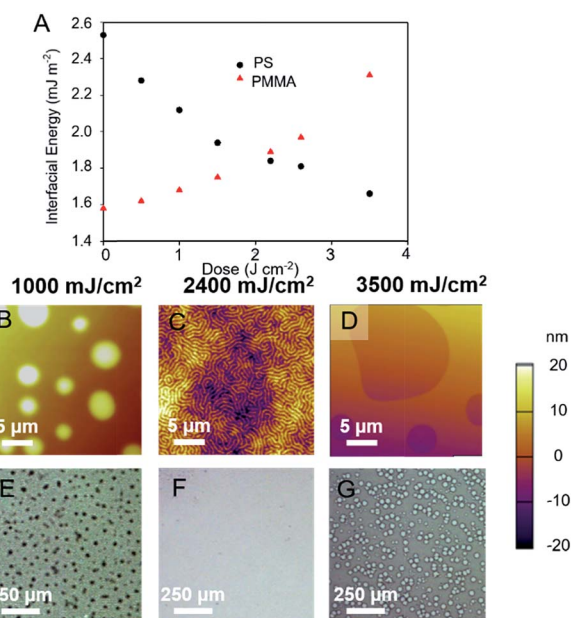 A
2.6
2.4
2.2
2.0
1.8
1.6
1.4
Interfacial Energy (mJ m⁻²)
PS
PMMA
0 1 2 3 4
Dose (J cm⁻²)
1000 mJ/cm² 2400 mJ/cm² 3500 mJ/cm²
B C D
5 µm 5 µm 5 µm
nm
20
10
0
-10
-20
E F G
50 µm 250 µm 250 µm